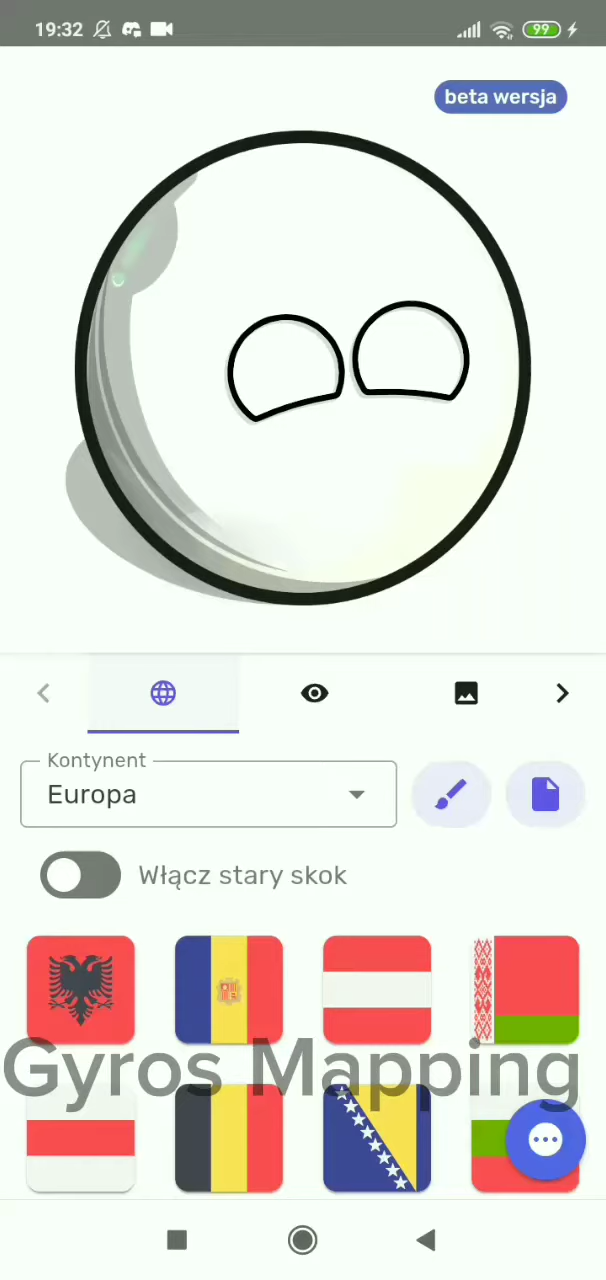 19:32
99
beta wersja
Kontynent
Europa
Włącz stary skok
Gyros Mapping